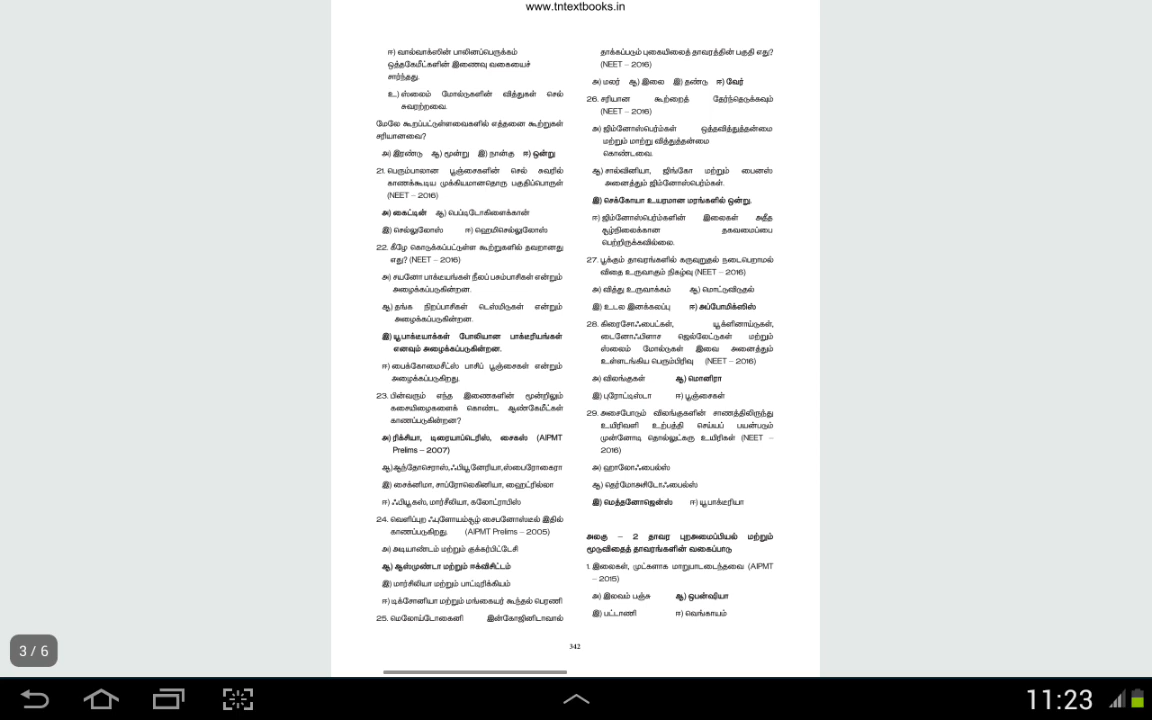 www.tntextbooks.in
ஈ) வால்வாக்ஸின் பாலினப்பெருக்கம்
ஒத்தகேமீட்களின் இணைவு வகையைச்
சார்ந்தது.
உ) ஸ்லைம் மோல்டுகளின் வித்துகள் செல்
சுவரற்றவை.
மேலே கூறப்பட்டுள்ளவைகளில் எத்தனை கூற்றுகள்
சரியானவை?
அ) இரண்டு ஆ) மூன்று இ) நான்கு ஈ) ஒன்று
21. பெரும்பாலான பூஞ்சைகளின் செல் சுவரில்
காணக்கூடிய முக்கியமானதொரு பகுதிப்பொருள்
(NEET – 2016)
அ) கைட்டின் ஆ) பெப்டிடோகிளைக்கான்
இ) செல்லுலோஸ் ஈ) ஹெமிசெல்லுலோஸ்
22. கீழே கொடுக்கப்பட்டுள்ள கூற்றுகளில் தவறானது
எது? (NEET – 2016)
அ) சயனோ பாக்டீயங்கள் நீலப் பசும்பாசிகள் என்றும்
அழைக்கப்படுகின்றன.
ஆ) தங்க நிறப்பாசிகள் டெஸ்மிடுகள் என்றும்
அழைக்கப்படுகின்றன.
இ) யூபாக்டீயாக்கள் போலியான பாக்டீரியங்கள்
எனவும் அழைக்கப்படுகின்றன.
ஈ) பைக்கோமைசீட்ஸ் பாசிப் பூஞ்சைகள் என்றும்
அழைக்கப்படுகிறது.
23. பின்வரும் எந்த இணைகளின் மூன்றிலும்
கசையிழைகளைக் கொண்ட ஆண்கேமீட்கள்
காணப்படுகின்றன?
அ) ரிக்சியா, டிரையாப்டெரிஸ், சைகஸ் (AIPMT
Prelims – 2007)
ஆ) ஆந்தோசெராஸ், ஃபியூனேரியா, ஸ்பைரோகைரா
இ) சைக்னிமா, சாப்ரோலெகினியா, ஹைட்ரில்லா
ஈ) ஃபியூகஸ், மார்சீலியா, கலோட்ராபிஸ்
24. வெளிப்புற ஃபுளோயம்சூழ் சைபனோஸ்டீல் இதில்
காணப்படுகிறது. (AIPMT Prelims – 2005)
அ) அடியாண்டம் மற்றும் குக்கர்பிட்டேசி
ஆ) ஆஸ்முண்டா மற்றும் ஈக்விசிட்டம்
இ) மார்சிலியா மற்றும் பாட்டிரிக்கியம்
ஈ) டிக்சோனியா மற்றும் மங்கையர் கூந்தல் பெரணி
25. மெலோய்டோகைனி இன்கோஜினிடாவால்
தாக்கப்படும் புகையிலைத் தாவரத்தின் பகுதி எது?
(NEET – 2016)
அ) மலர் ஆ) இலை இ) தண்டு ஈ) வேர்
26. சரியான கூற்றைத் தேர்ந்தெடுக்கவும்
(NEET – 2016)
அ) ஜிம்னோஸ்பெர்ம்கள் ஒத்தவித்துத்தன்மை
மற்றும் மாற்று வித்துத்தன்மை
கொண்டவை.
ஆ) சால்வினியா, ஜிங்கோ மற்றும் பைனஸ்
அனைத்தும் ஜிம்னோஸ்பெர்ம்கள்.
இ) செக்கோயா உயரமான மரங்களில் ஒன்று.
ஈ) ஜிம்னோஸ்பெர்ம்களின் இலைகள் அதீத
சூழ்நிலைக்கான தகவமைப்பை
பெற்றிருக்கவில்லை.
27. பூக்கும் தாவரங்களில் கருவுறுதல் நடைபெறாமல்
விதை உருவாகும் நிகழ்வு (NEET – 2016)
அ) வித்து உருவாக்கம் ஆ) மொட்டுவிடுதல்
இ) உடல இனக்கலப்பு ஈ) அப்போமிக்ஸிஸ்
28. கிரைசோஃபைட்கள், யூக்ளினாய்டுகள்,
டைனோஃபிளாச ஜெல்லேட்டுகள் மற்றும்
ஸ்லைம் மோல்டுகள் இவை அனைத்தும்
உள்ளடங்கிய பெரும்பிரிவு (NEET – 2016)
அ) விலங்குகள் ஆ) மொனிரா
இ) புரோட்டிஸ்டா ஈ) பூஞ்சைகள்
29. அசைபோடும் விலங்குகளின் சாணத்திலிருந்து
உயிரிவளி உற்பத்தி செய்யப் பயன்படும்
முன்னோடி தொல்லுட்கரு உயிரிகள் (NEET –
2016)
அ) ஹாலோஃபைல்ஸ்
ஆ) தெர்மோஅசிடோஃபைல்ஸ்
இ) மெத்தனோஜென்ஸ் ஈ) யூபாக்டீரியா
அலகு – 2 தாவர புறஅமைப்பியல் மற்றும்
மூடுவிதைத் தாவரங்களின் வகைப்பாடு
1. இலைகள், முட்களாக மாறுபாடடைந்தவை (AIPMT
– 2015)
அ) இலவம் பஞ்சு ஆ) ஒபன்ஷியா
இ) பட்டாணி ஈ) வெங்காயம்
342
3 / 6
11:23